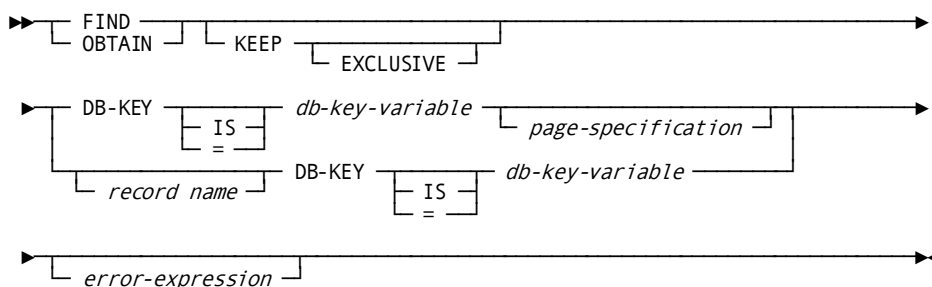 FIND KEEP
OBTAIN EXCLUSIVE
DB-KEY IS db-key-variable page-specification
=
record name DB-KEY IS db-key-variable
=
error-expression